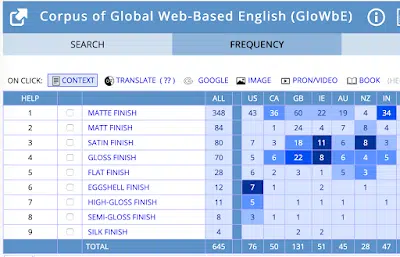 Corpus of Global Web-Based English (GloWbE)
SEARCH FREQUENCY
ON CLICK: CONTEXT TRANSLATE (??) GOOGLE IMAGE PRON/VIDEO BOOK (HE
HELP ALL US CA GB IE AU NZ IN
1 MATTE FINISH 348 43 36 60 22 19 4 34
2 MATT FINISH 84 1 24 4 7 8 4
3 SATIN FINISH 80 7 3 18 11 3 8 3
4 GLOSS FINISH 70 5 6 22 8 6 4 5
5 FLAT FINISH 28 6 2 3 1 5 3
6 EGGSHELL FINISH 12 7 1 2 1
7 HIGH-GLOSS FINISH 11 5 1 1 1
8 SEMI-GLOSS FINISH 8 3 1 1 1
9 SILK FINISH 4 2 2
TOTAL 645 76 50 131 51 45 28 47